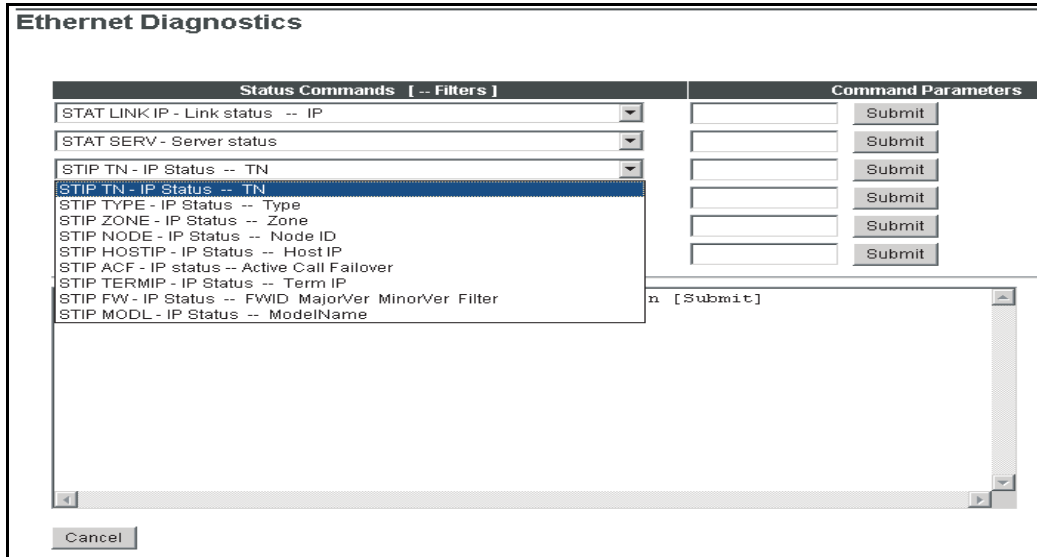 Ethernet Diagnostics
Status Commands [ -- Filters ] Command Parameters
STAT LINK IP - Link status -- IP Submit
STAT SERV - Server status Submit
STIP TN - IP Status -- TN Submit
STIP TN - IP Status -- TN
STIP TYPE - IP Status -- Type Submit
STIP ZONE - IP Status -- Zone
STIP NODE - IP Status -- Node ID Submit
STIP HOSTIP - IP Status -- Host IP
STIP ACF - IP status -- Active Call Failover Submit
STIP TERMIP - IP Status -- Term IP
STIP FW - IP Status -- FWID MajorVer MinorVer Filter n [Submit]
STIP MODL - IP Status -- ModelName
Cancel